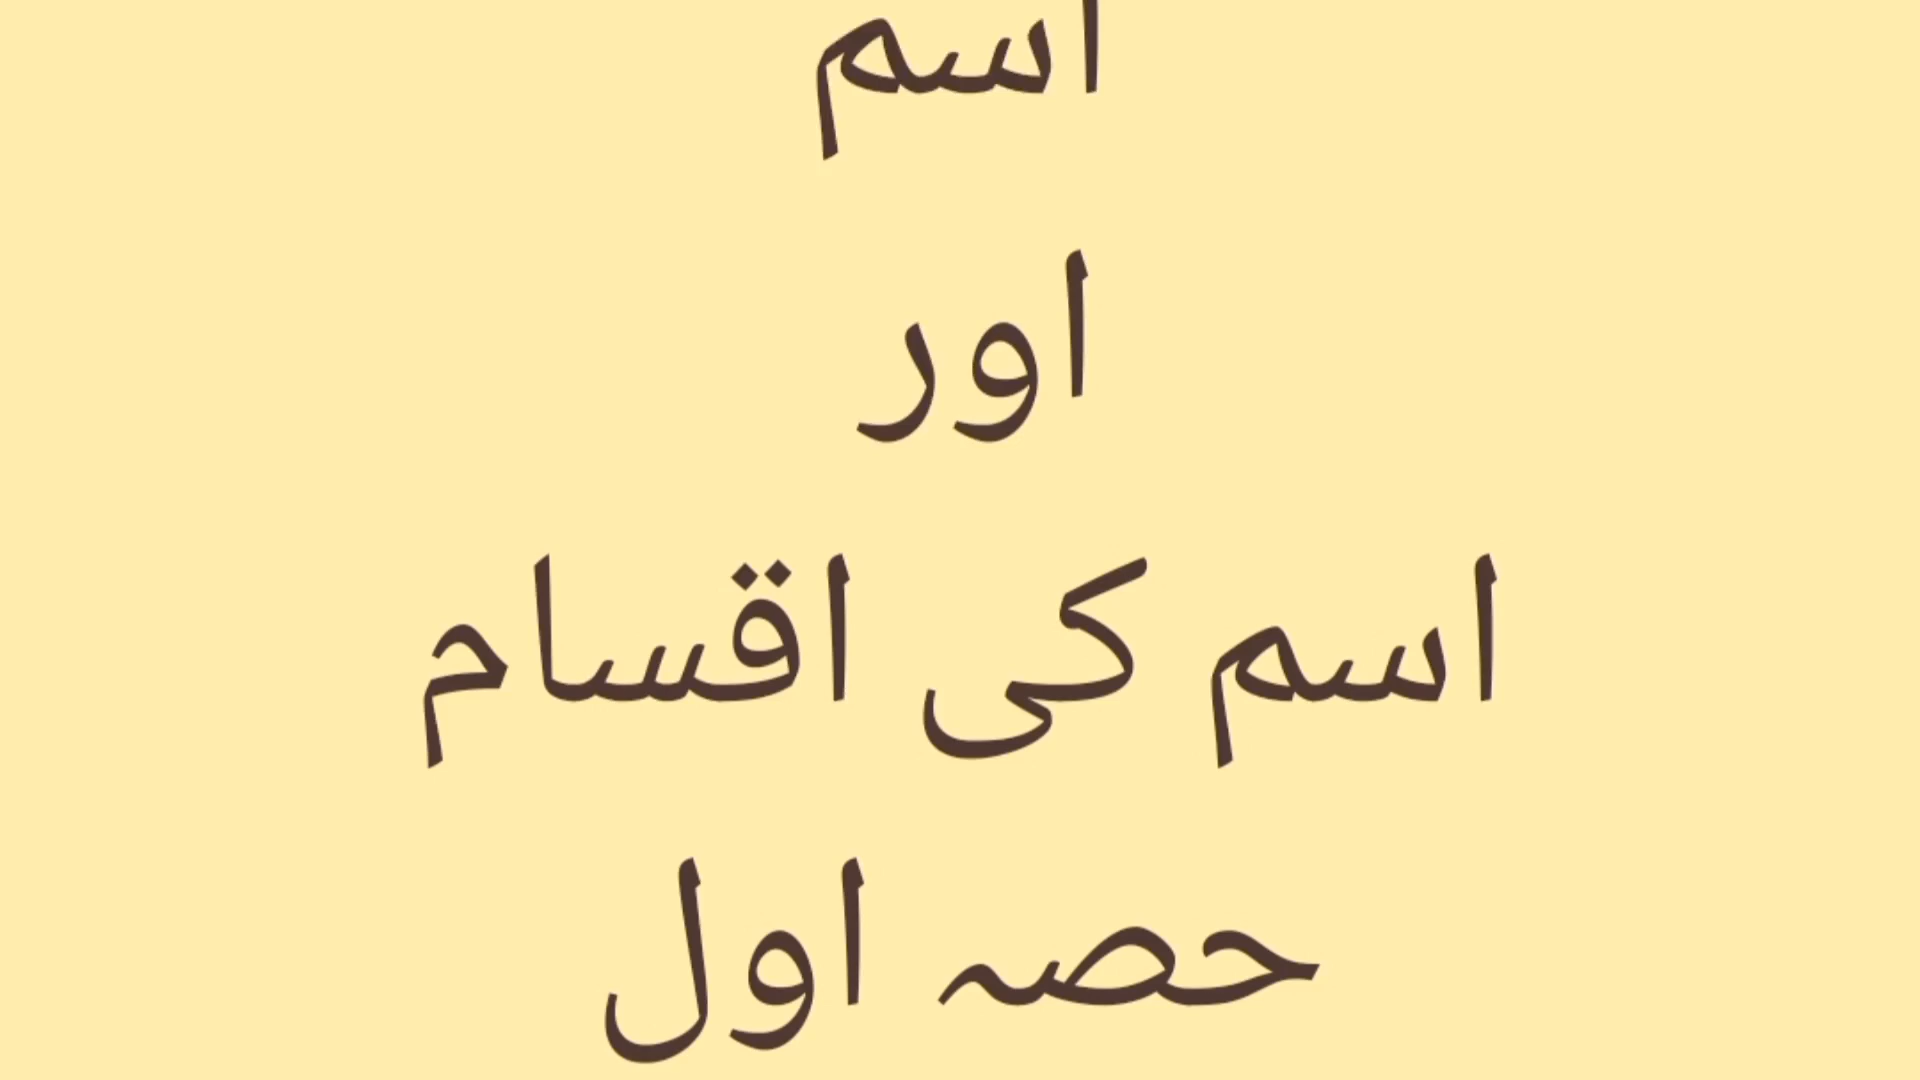 اسم
اور
اسم کی اقسام
حصہ اول